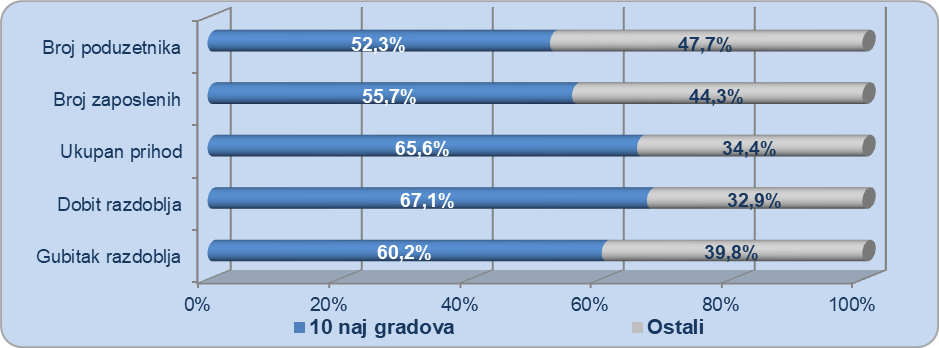 Broj poduzetnika 52,3% 47,7%
Broj zaposlenih 55,7% 44,3%
Ukupan prihod 65,6% 34,4%
Dobit razdoblja 67,1% 32,9%
Gubitak razdoblja 60,2% 39,8%
0% 20% 40% 60% 80% 100%
10 naj gradova Ostali